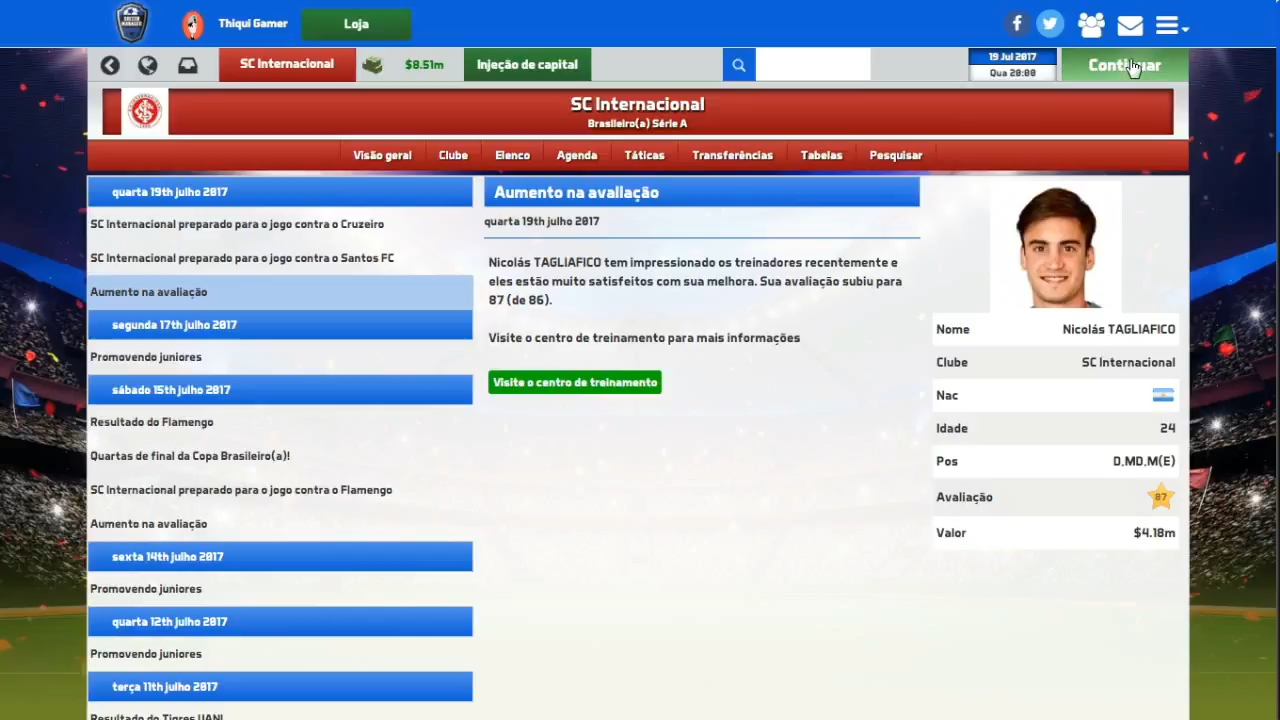 Thiqui Gamer
Loja
SC Internacional
$8.51m
Injeção de capital
19 Jul 2017
Qua 20:00
Continuar
SC Internacional
Brasileiro(a) Série A
Visão geral
Clube
Elenco
Agenda
Táticas
Transferências
Tabelas
Pesquisar
quarta 19th julho 2017
SC Internacional preparado para o jogo contra o Cruzeiro
SC Internacional preparado para o jogo contra o Santos FC
Aumento na avaliação
segunda 17th julho 2017
Promovendo juniores
sábado 15th julho 2017
Resultado do Flamengo
Quartas de final da Copa Brasileiro(a)!
SC Internacional preparado para o jogo contra o Flamengo
Aumento na avaliação
sexta 14th julho 2017
Promovendo juniores
quarta 12th julho 2017
Promovendo juniores
terça 11th julho 2017
Resultado do Tigres UANL
Aumento na avaliação
quarta 19th julho 2017
Nicolás TAGLIAFICO tem impressionado os treinadores recentemente e
eles estão muito satisfeitos com sua melhora. Sua avaliação subiu para
87 (de 86).
Visite o centro de treinamento para mais informações
Visite o centro de treinamento
Nome Nicolás TAGLIAFICO
Clube SC Internacional
Nac
Idade 24
Pos D,MD,M(E)
Avaliação 87
Valor $4.18m